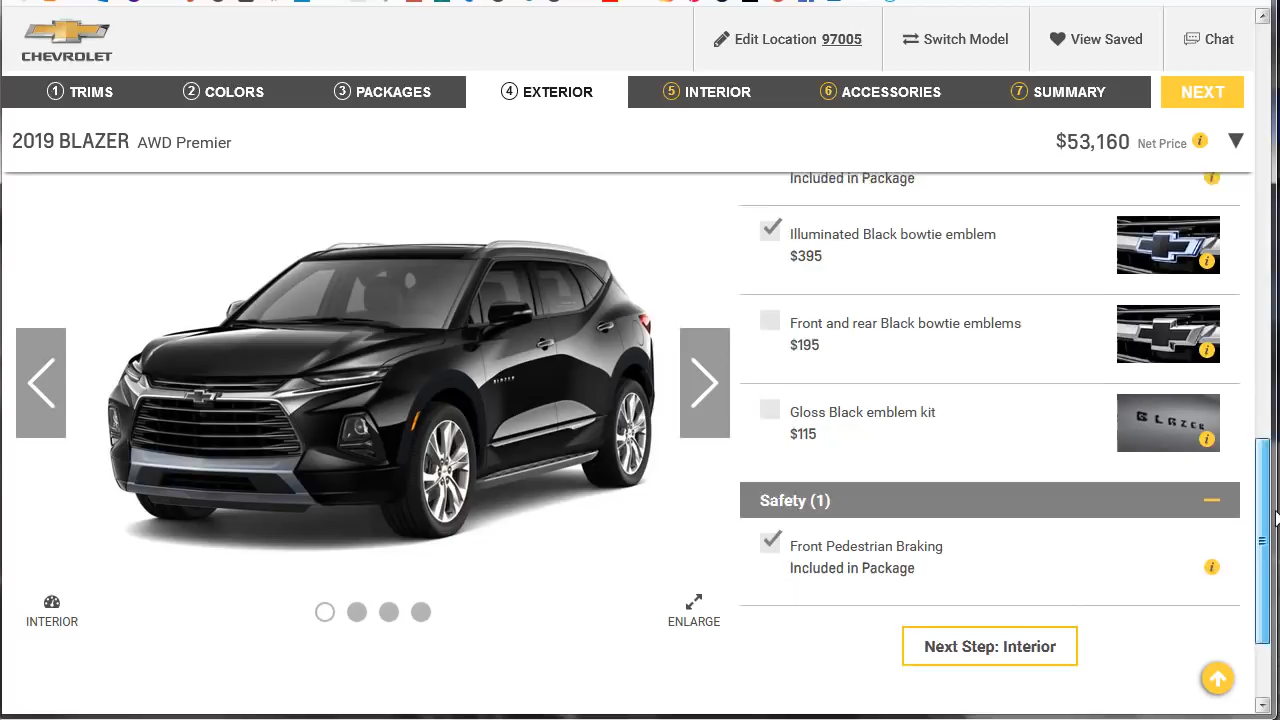 CHEVROLET
Edit Location 97005
Switch Model
View Saved
Chat
1 TRIMS
2 COLORS
3 PACKAGES
4 EXTERIOR
5 INTERIOR
6 ACCESSORIES
7 SUMMARY
NEXT
2019 BLAZER AWD Premier
$53,160 Net Price i
Included in Package
Illuminated Black bowtie emblem
$395
Front and rear Black bowtie emblems
$195
Gloss Black emblem kit
$115
BLAZER
Safety (1)
Front Pedestrian Braking
Included in Package
INTERIOR
ENLARGE
Next Step: Interior